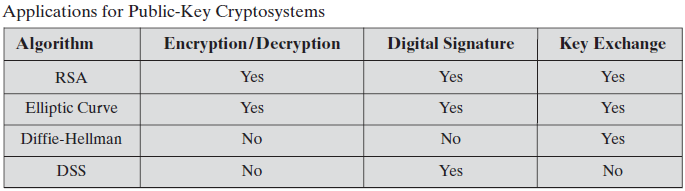 Applications for Public-Key Cryptosystems
Algorithm Encryption/Decryption Digital Signature Key Exchange
RSA Yes Yes Yes
Elliptic Curve Yes Yes Yes
Diffie-Hellman No No Yes
DSS No Yes No